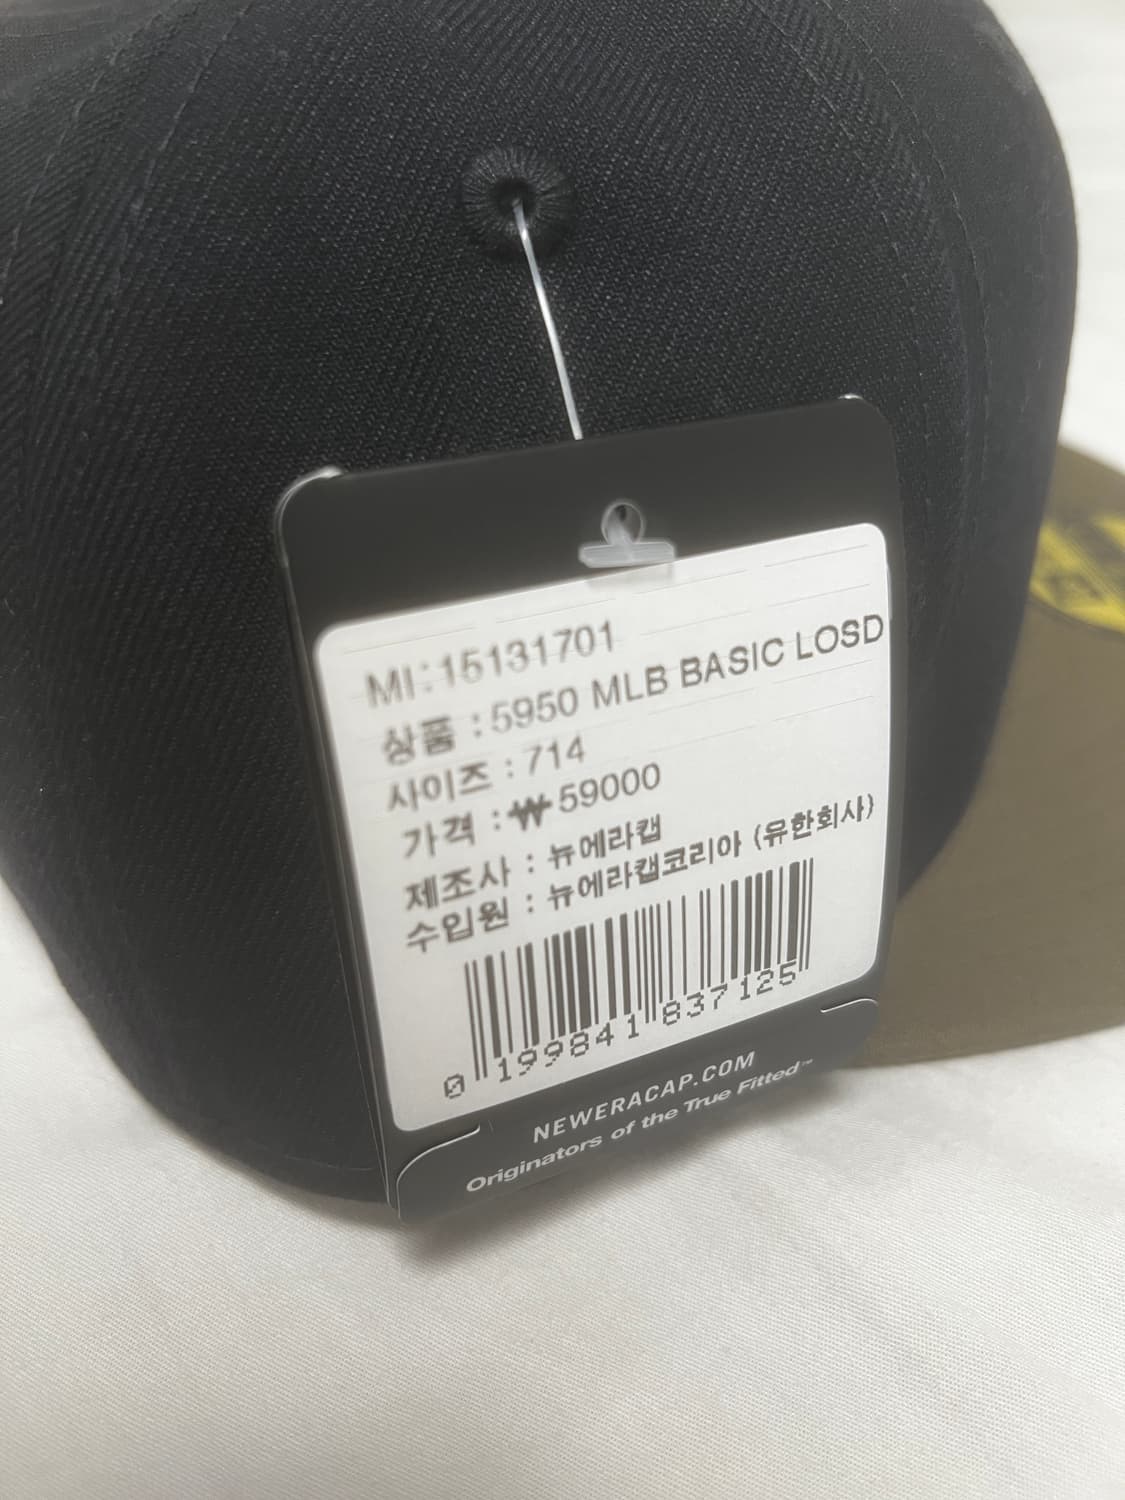 MI:15131701
상품 :5950 MLB BASIC LOSD
사이즈 : 714
가격 :₩59000
제조사 : 뉴에라캡
수입원 : 뉴에라캡코리아 (유한회사)
0 199841 837125
NEWERACAP.COM
Originators of the True Fitted™